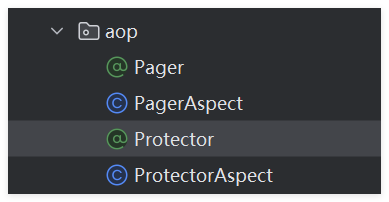 aop
@ Pager
C PagerAspect
@ Protector
C ProtectorAspect